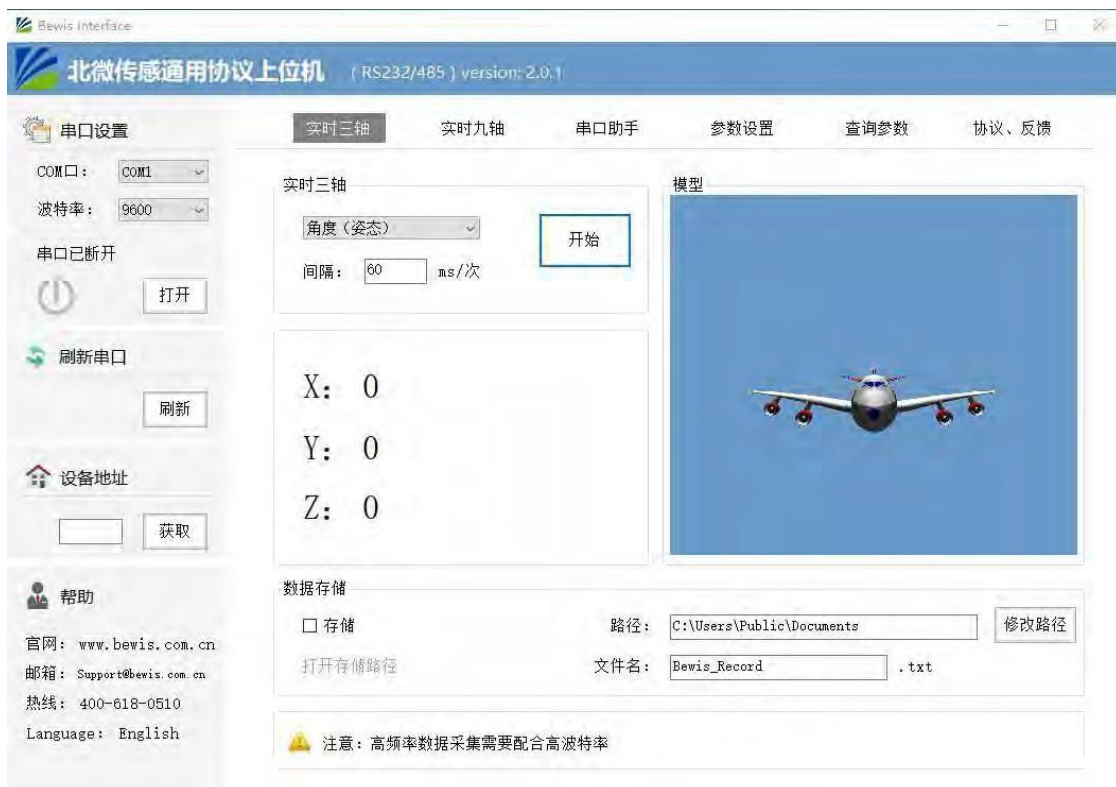 Bewis Interface
北微传感通用协议上位机 (RS232/485) version: 2.0.1
串口设置
COM口: COM1
波特率: 9600
串口已断开
打开
刷新串口
刷新
设备地址
获取
帮助
官网: www.bewis.com.cn
邮箱: Support@bewis.com.cn
热线: 400-618-0510
Language: English
实时三轴 实时九轴 串口助手 参数设置 查询参数 协议、反馈
实时三轴
角度(姿态)
开始
间隔: 60 ms/次
X: 0
Y: 0
Z: 0
模型
数据存储
存储 路径: C:\Users\Public\Documents 修改路径
打开存储路径 文件名: Bewis_Record .txt
注意:高频率数据采集需要配合高波特率